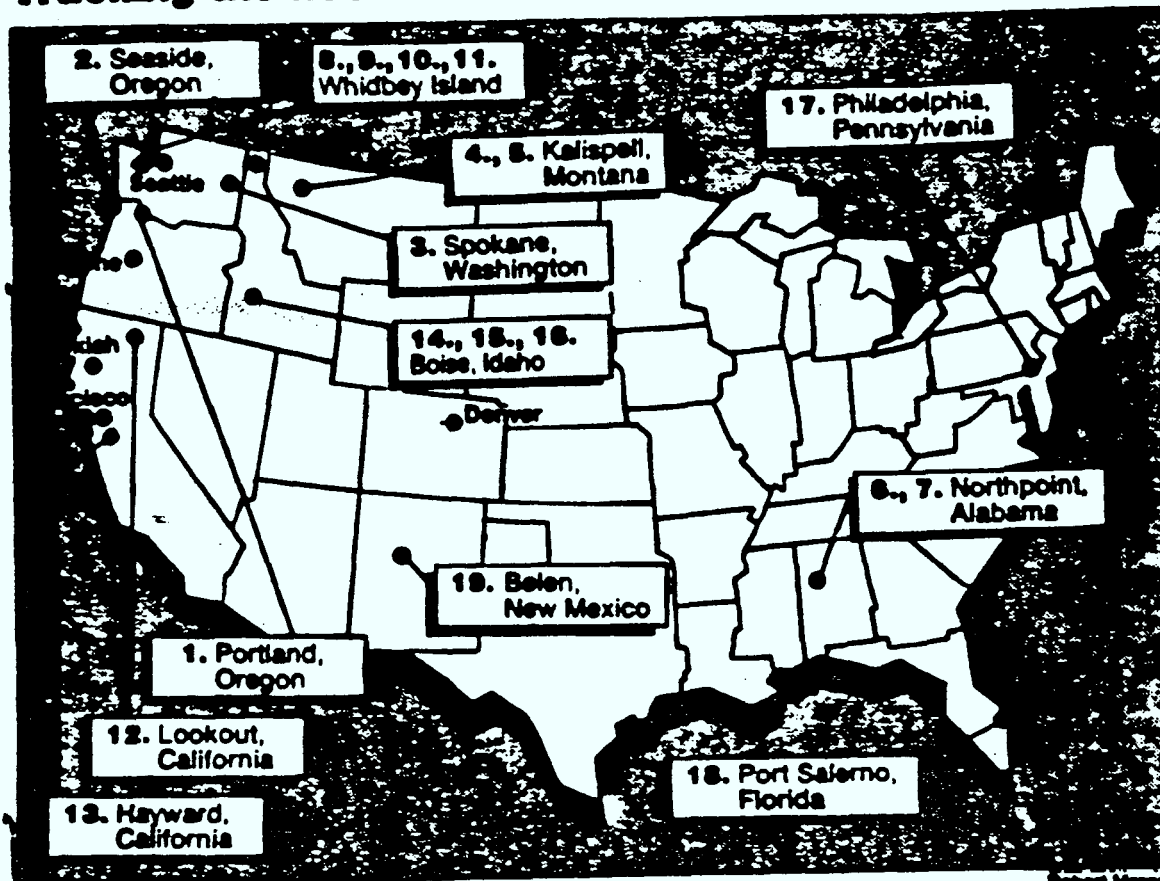 Tracking the
2. Seaside,
Oregon
8., 9., 10., 11.
Whidbey Island
17. Philadelphia,
Pennsylvania
4., 5. Kalispell,
Montana
Seattle
3. Spokane,
Washington
14., 15., 16.
Boise, Idaho
Denver
6., 7. Northpoint,
Alabama
19. Belen,
New Mexico
1. Portland,
Oregon
12. Lookout,
California
18. Port Salerno,
Florida
13. Hayward,
California